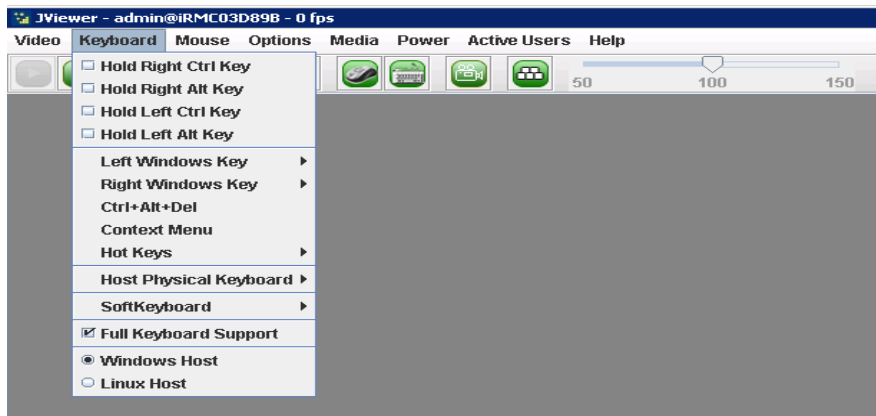 JViewer - admin@iRMC03D89B - 0 fps
Video Keyboard Mouse Options Media Power Active Users Help
50 100 150
Hold Right Ctrl Key
Hold Right Alt Key
Hold Left Ctrl Key
Hold Left Alt Key
Left Windows Key
Right Windows Key
Ctrl+Alt+Del
Context Menu
Hot Keys
Host Physical Keyboard
SoftKeyboard
Full Keyboard Support
Windows Host
Linux Host